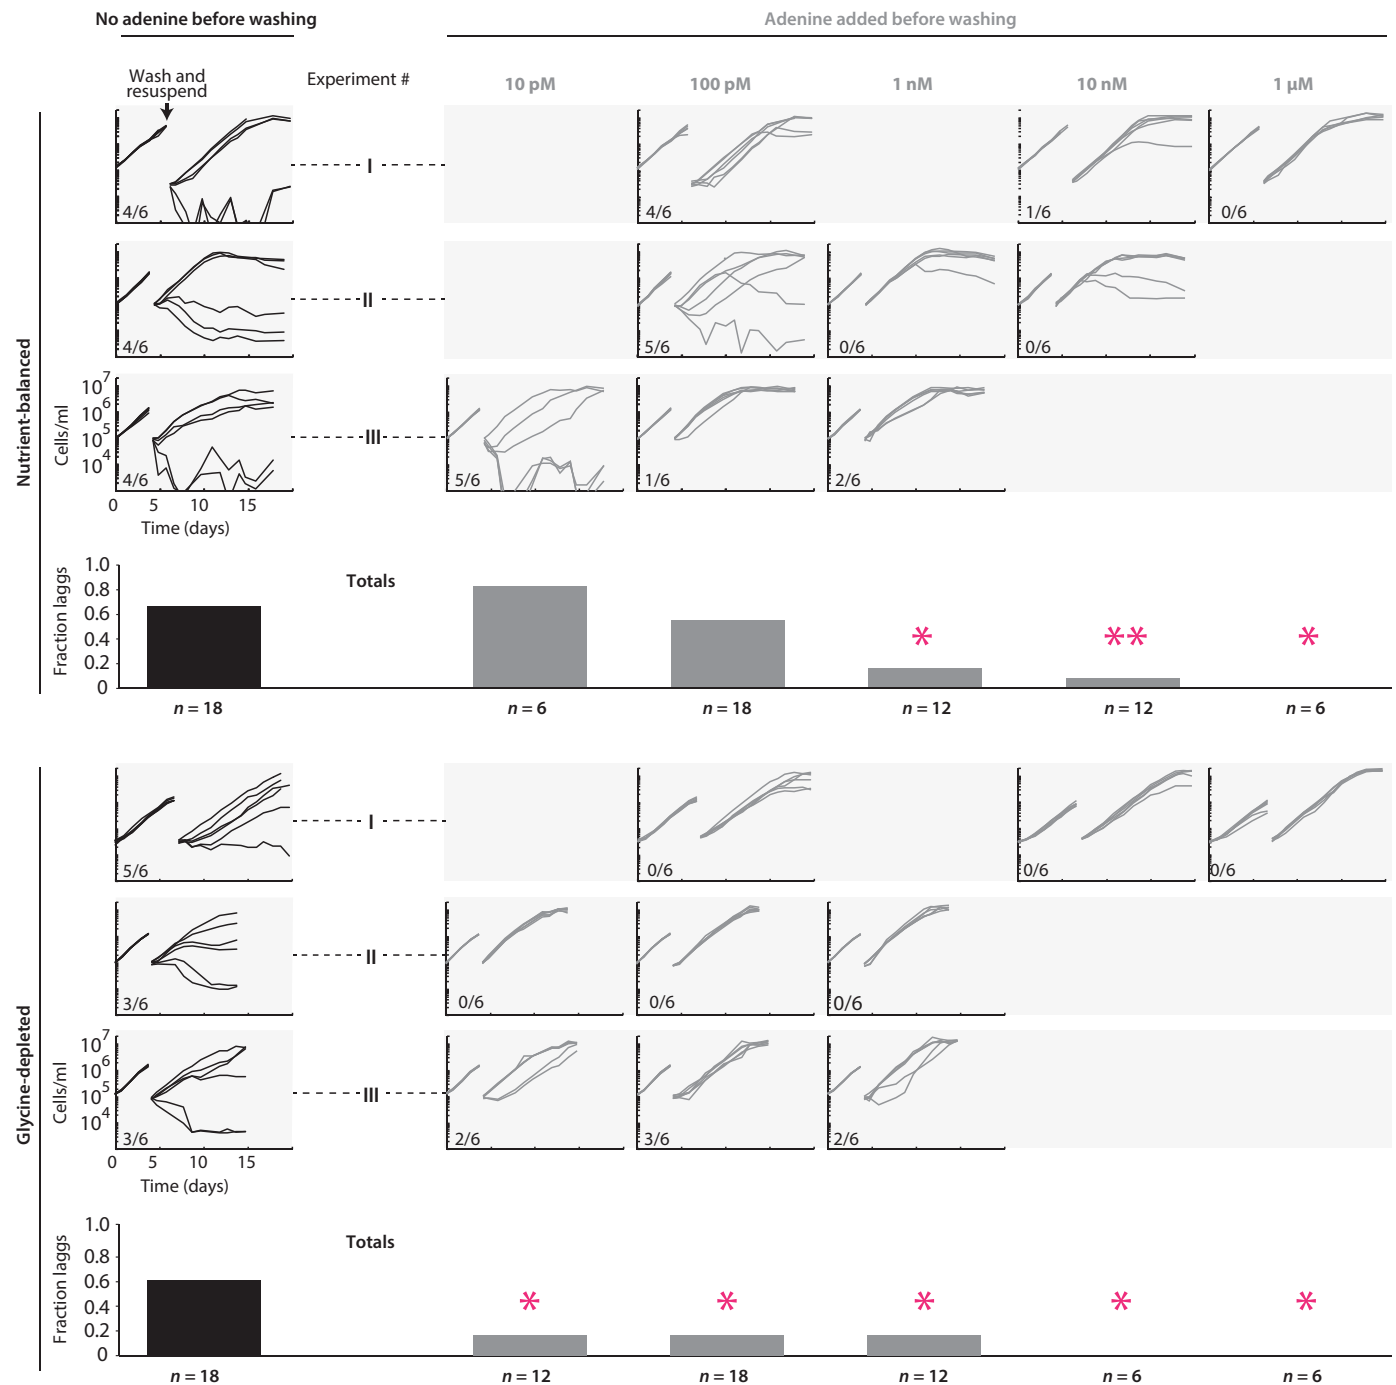 No adenine before washing
Adenine added before washing
Wash and
resuspend
Experiment #
10 pM
100 pM
1 nM
10 nM
1 µM
Nutrient-balanced
4/6
I
4/6
1/6
0/6
4/6
II
5/6
0/6
0/6
Cells/ml
10^7
10^6
10^5
10^4
4/6
III
5/6
1/6
2/6
0 5 10 15
Time (days)
Fraction laggs
1.0
0.8
0.6
0.4
0.2
0
Totals
*
**
*
n = 18
n = 6
n = 18
n = 12
n = 12
n = 6
Glycine-depleted
5/6
I
0/6
0/6
0/6
3/6
II
0/6
0/6
0/6
Cells/ml
10^7
10^6
10^5
10^4
3/6
III
2/6
3/6
2/6
0 5 10 15
Time (days)
Fraction laggs
1.0
0.8
0.6
0.4
0.2
0
Totals
*
*
*
*
*
n = 18
n = 12
n = 18
n = 12
n = 6
n = 6